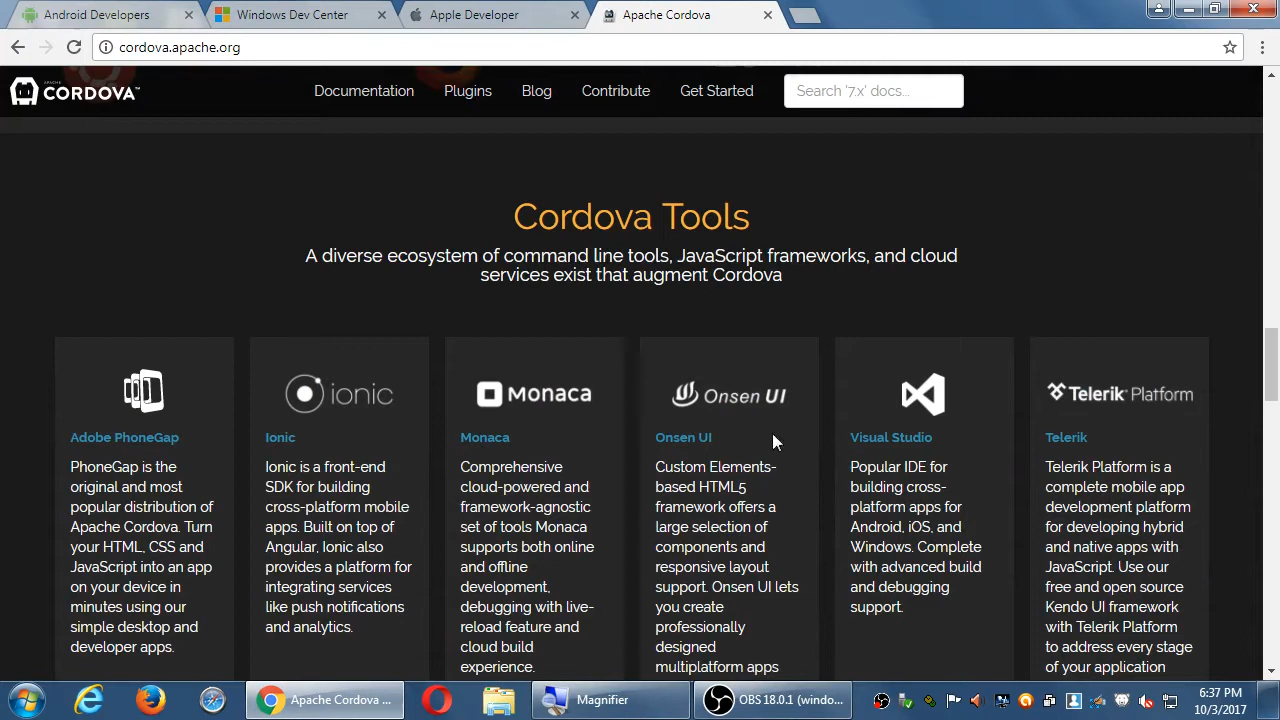 Android Developers
Windows Dev Center
Apple Developer
Apache Cordova
cordova.apache.org
APACHE
CORDOVA™
Documentation
Plugins
Blog
Contribute
Get Started
Search '7.x' docs...
Cordova Tools
A diverse ecosystem of command line tools, JavaScript frameworks, and cloud
services exist that augment Cordova
Adobe PhoneGap
PhoneGap is the
original and most
popular distribution of
Apache Cordova. Turn
your HTML, CSS and
JavaScript into an app
on your device in
minutes using our
simple desktop and
developer apps.
ionic
Ionic
Ionic is a front-end
SDK for building
cross-platform mobile
apps. Built on top of
Angular, Ionic also
provides a platform for
integrating services
like push notifications
and analytics.
Monaca
Monaca
Comprehensive
cloud-powered and
framework-agnostic
set of tools Monaca
supports both online
and offline
development,
debugging with live-
reload feature and
cloud build
experience.
Onsen UI
Onsen UI
Custom Elements-
based HTML5
framework offers a
large selection of
components and
responsive layout
support. Onsen UI lets
you create
professionally
designed
multiplatform apps
Visual Studio
Popular IDE for
building cross-
platform apps for
Android, iOS, and
Windows. Complete
with advanced build
and debugging
support.
Telerik Platform
Telerik
Telerik Platform is a
complete mobile app
development platform
for developing hybrid
and native apps with
JavaScript. Use our
free and open source
Kendo UI framework
with Telerik Platform
to address every stage
of your application
Apache Cordova ...
Magnifier
OBS 18.0.1 (windo...
6:37 PM
10/3/2017